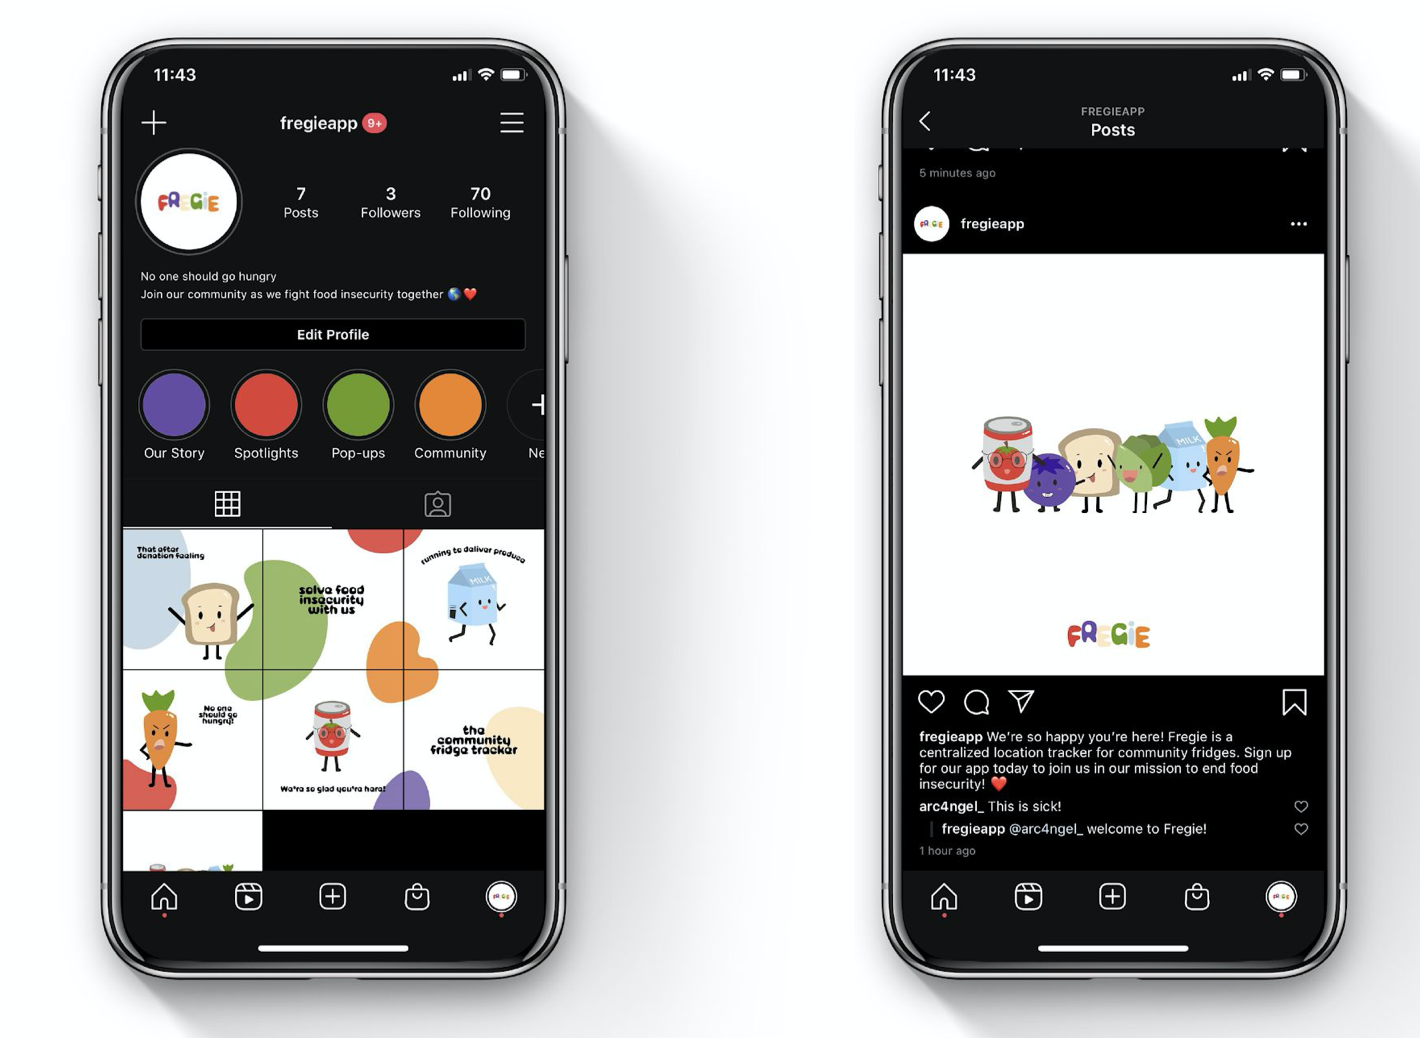 11:43
fregieapp 9+
FREGIE
7 3 70
Posts Followers Following
No one should go hungry
Join our community as we fight food insecurity together 🌎❤️
Edit Profile
Our Story Spotlights Pop-ups Community Ne
That after
donation feeling
solve food
insecurity
with us
running to deliver produce
MILK
No one
should go
hungry!
We're so glad you're here!
the
community
fridge tracker
FREGIE
11:43
FREGIEAPP
Posts
5 minutes ago
FREGIE
fregieapp
MILK
FREGIE
fregieapp We're so happy you're here! Fregie is a
centralized location tracker for community fridges. Sign up
for our app today to join us in our mission to end food
insecurity! ❤️
arc4ngel_ This is sick!
fregieapp @arc4ngel_ welcome to Fregie!
1 hour ago
FREGIE